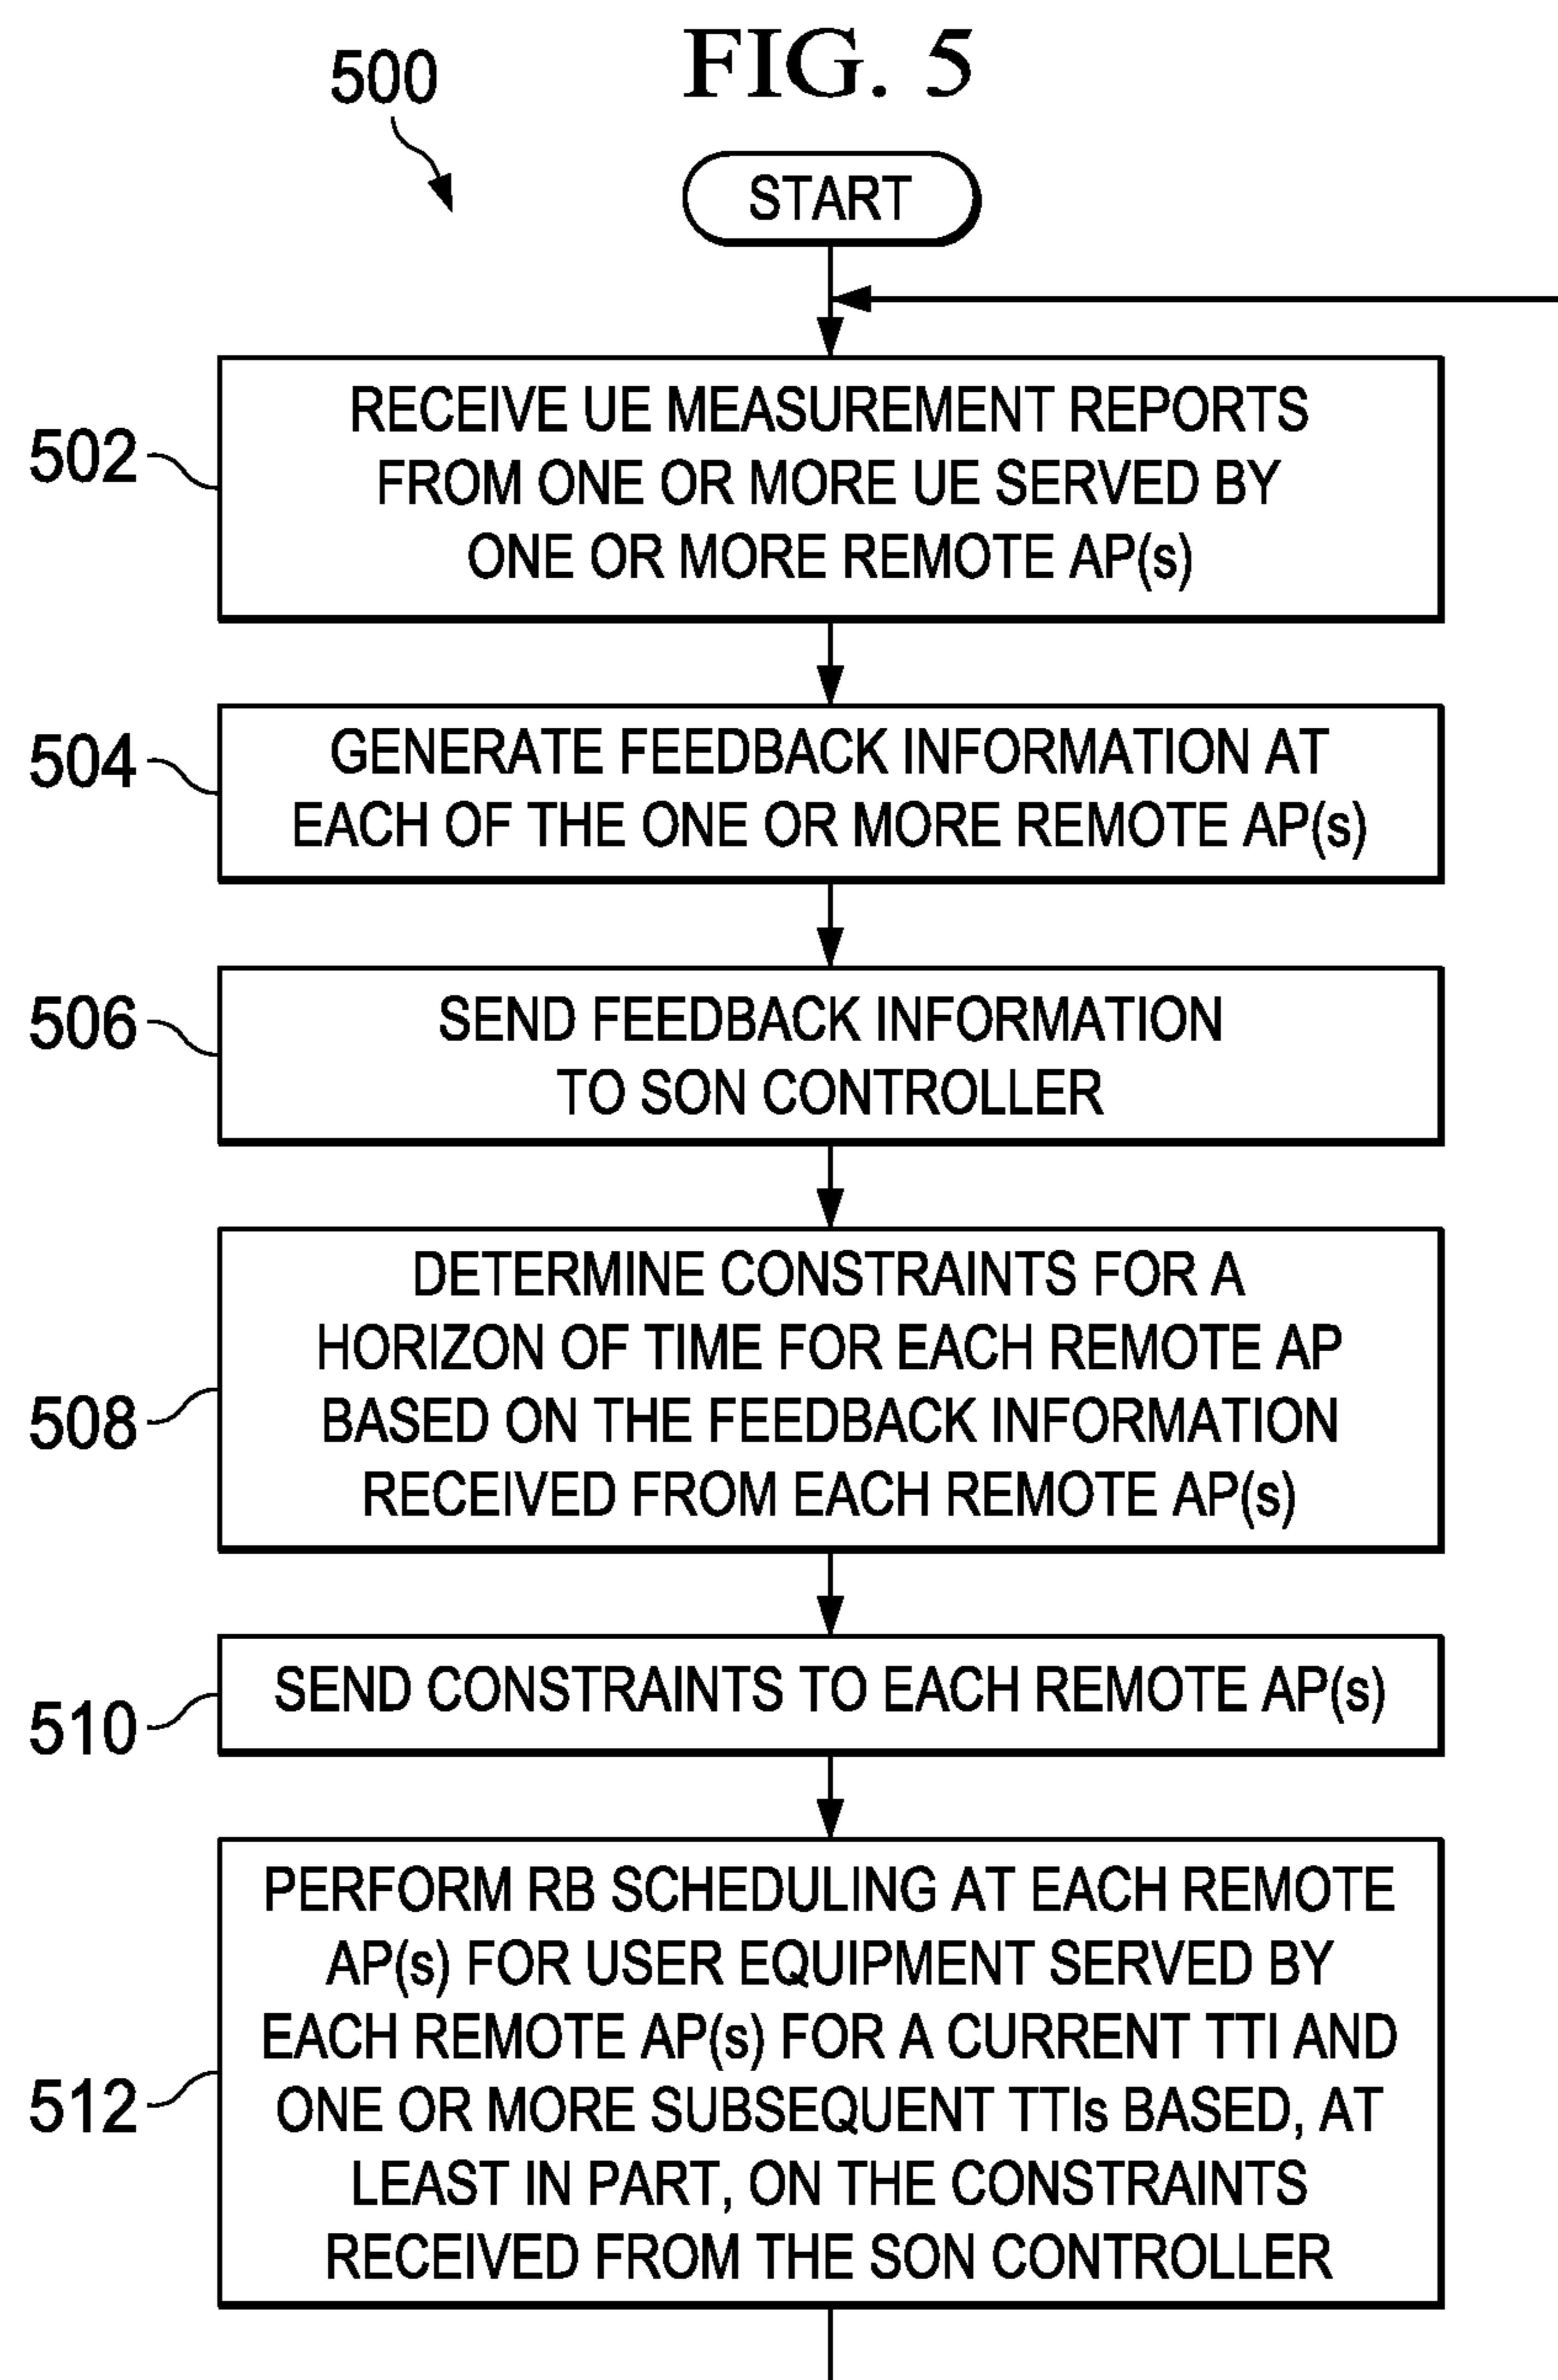 FIG. 5
500
START
502
RECEIVE UE MEASUREMENT REPORTS
FROM ONE OR MORE UE SERVED BY
ONE OR MORE REMOTE AP(s)
504
GENERATE FEEDBACK INFORMATION AT
EACH OF THE ONE OR MORE REMOTE AP(s)
506
SEND FEEDBACK INFORMATION
TO SON CONTROLLER
508
DETERMINE CONSTRAINTS FOR A
HORIZON OF TIME FOR EACH REMOTE AP
BASED ON THE FEEDBACK INFORMATION
RECEIVED FROM EACH REMOTE AP(s)
510
SEND CONSTRAINTS TO EACH REMOTE AP(s)
512
PERFORM RB SCHEDULING AT EACH REMOTE
AP(s) FOR USER EQUIPMENT SERVED BY
EACH REMOTE AP(s) FOR A CURRENT TTI AND
ONE OR MORE SUBSEQUENT TTIs BASED, AT
LEAST IN PART, ON THE CONSTRAINTS
RECEIVED FROM THE SON CONTROLLER